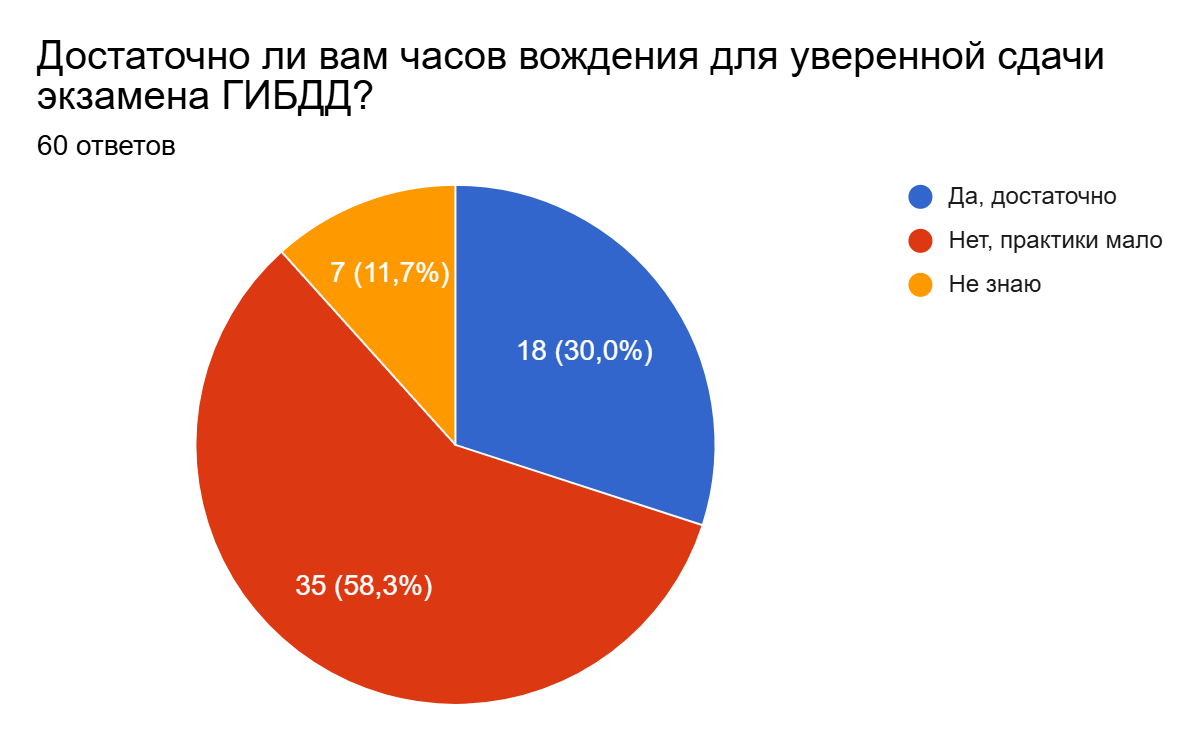 Достаточно ли вам часов вождения для уверенной сдачи
экзамена ГИБДД?
60 ответов
Да, достаточно
Нет, практики мало
Не знаю
7 (11,7%)
18 (30,0%)
35 (58,3%)